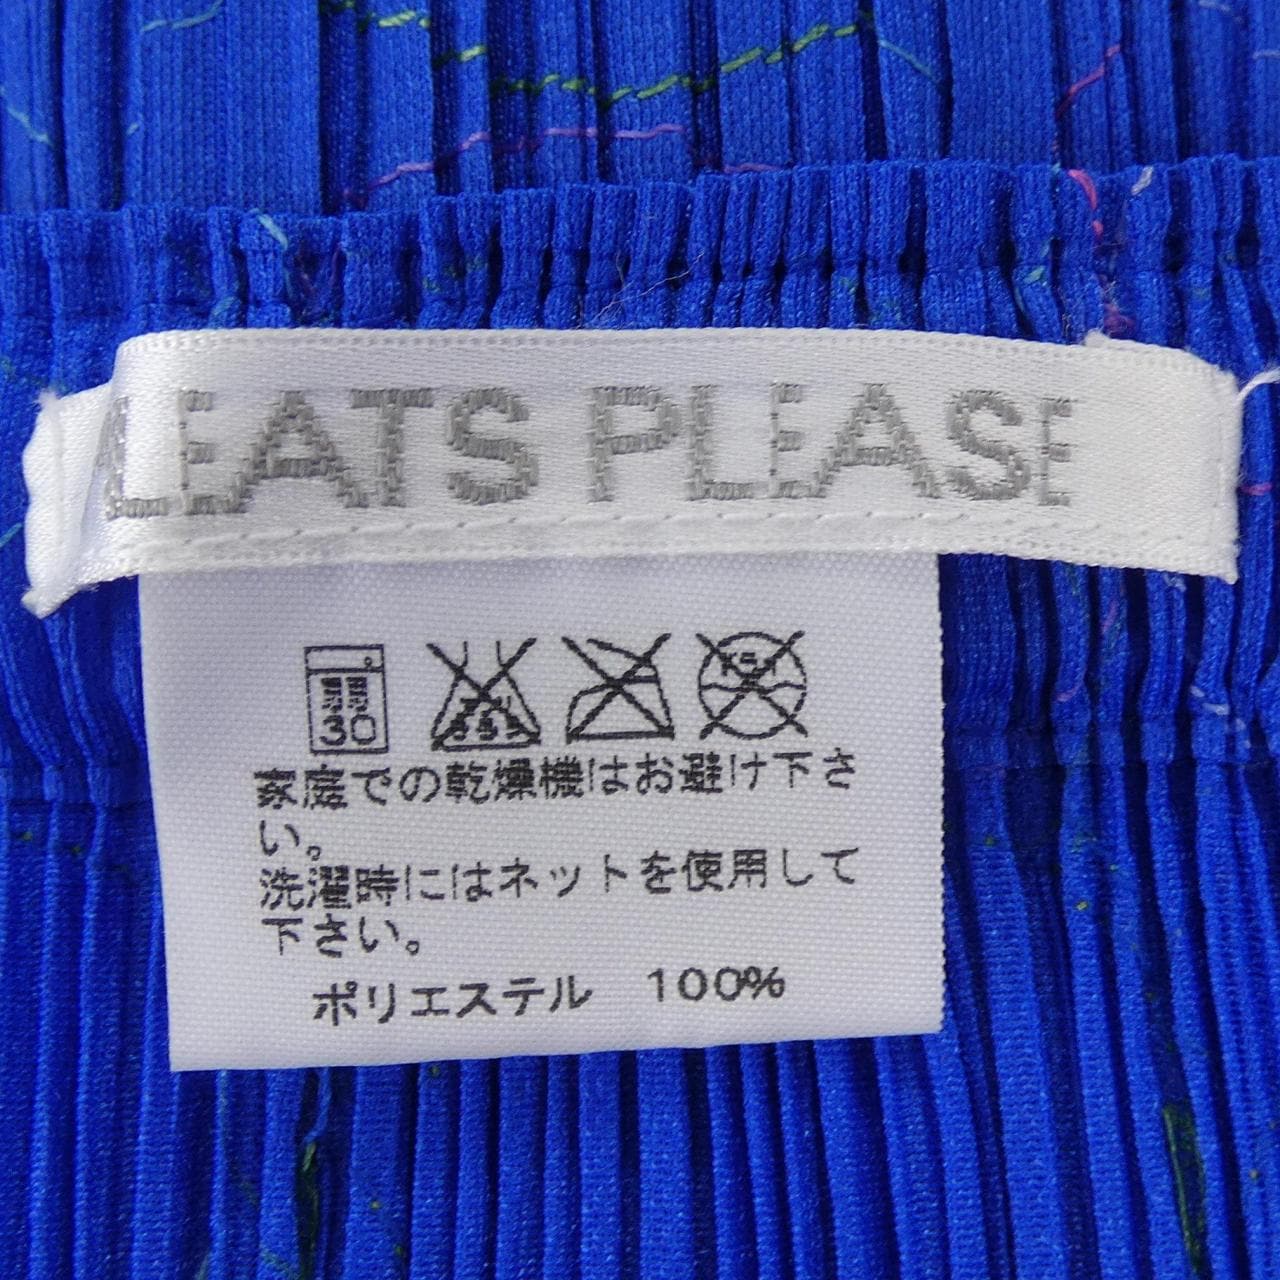 PLEATS PLEASE
30
家庭での乾燥機はお避け下さ
い。
洗濯時にはネットを使用して
下さい。
ポリエステル 100%